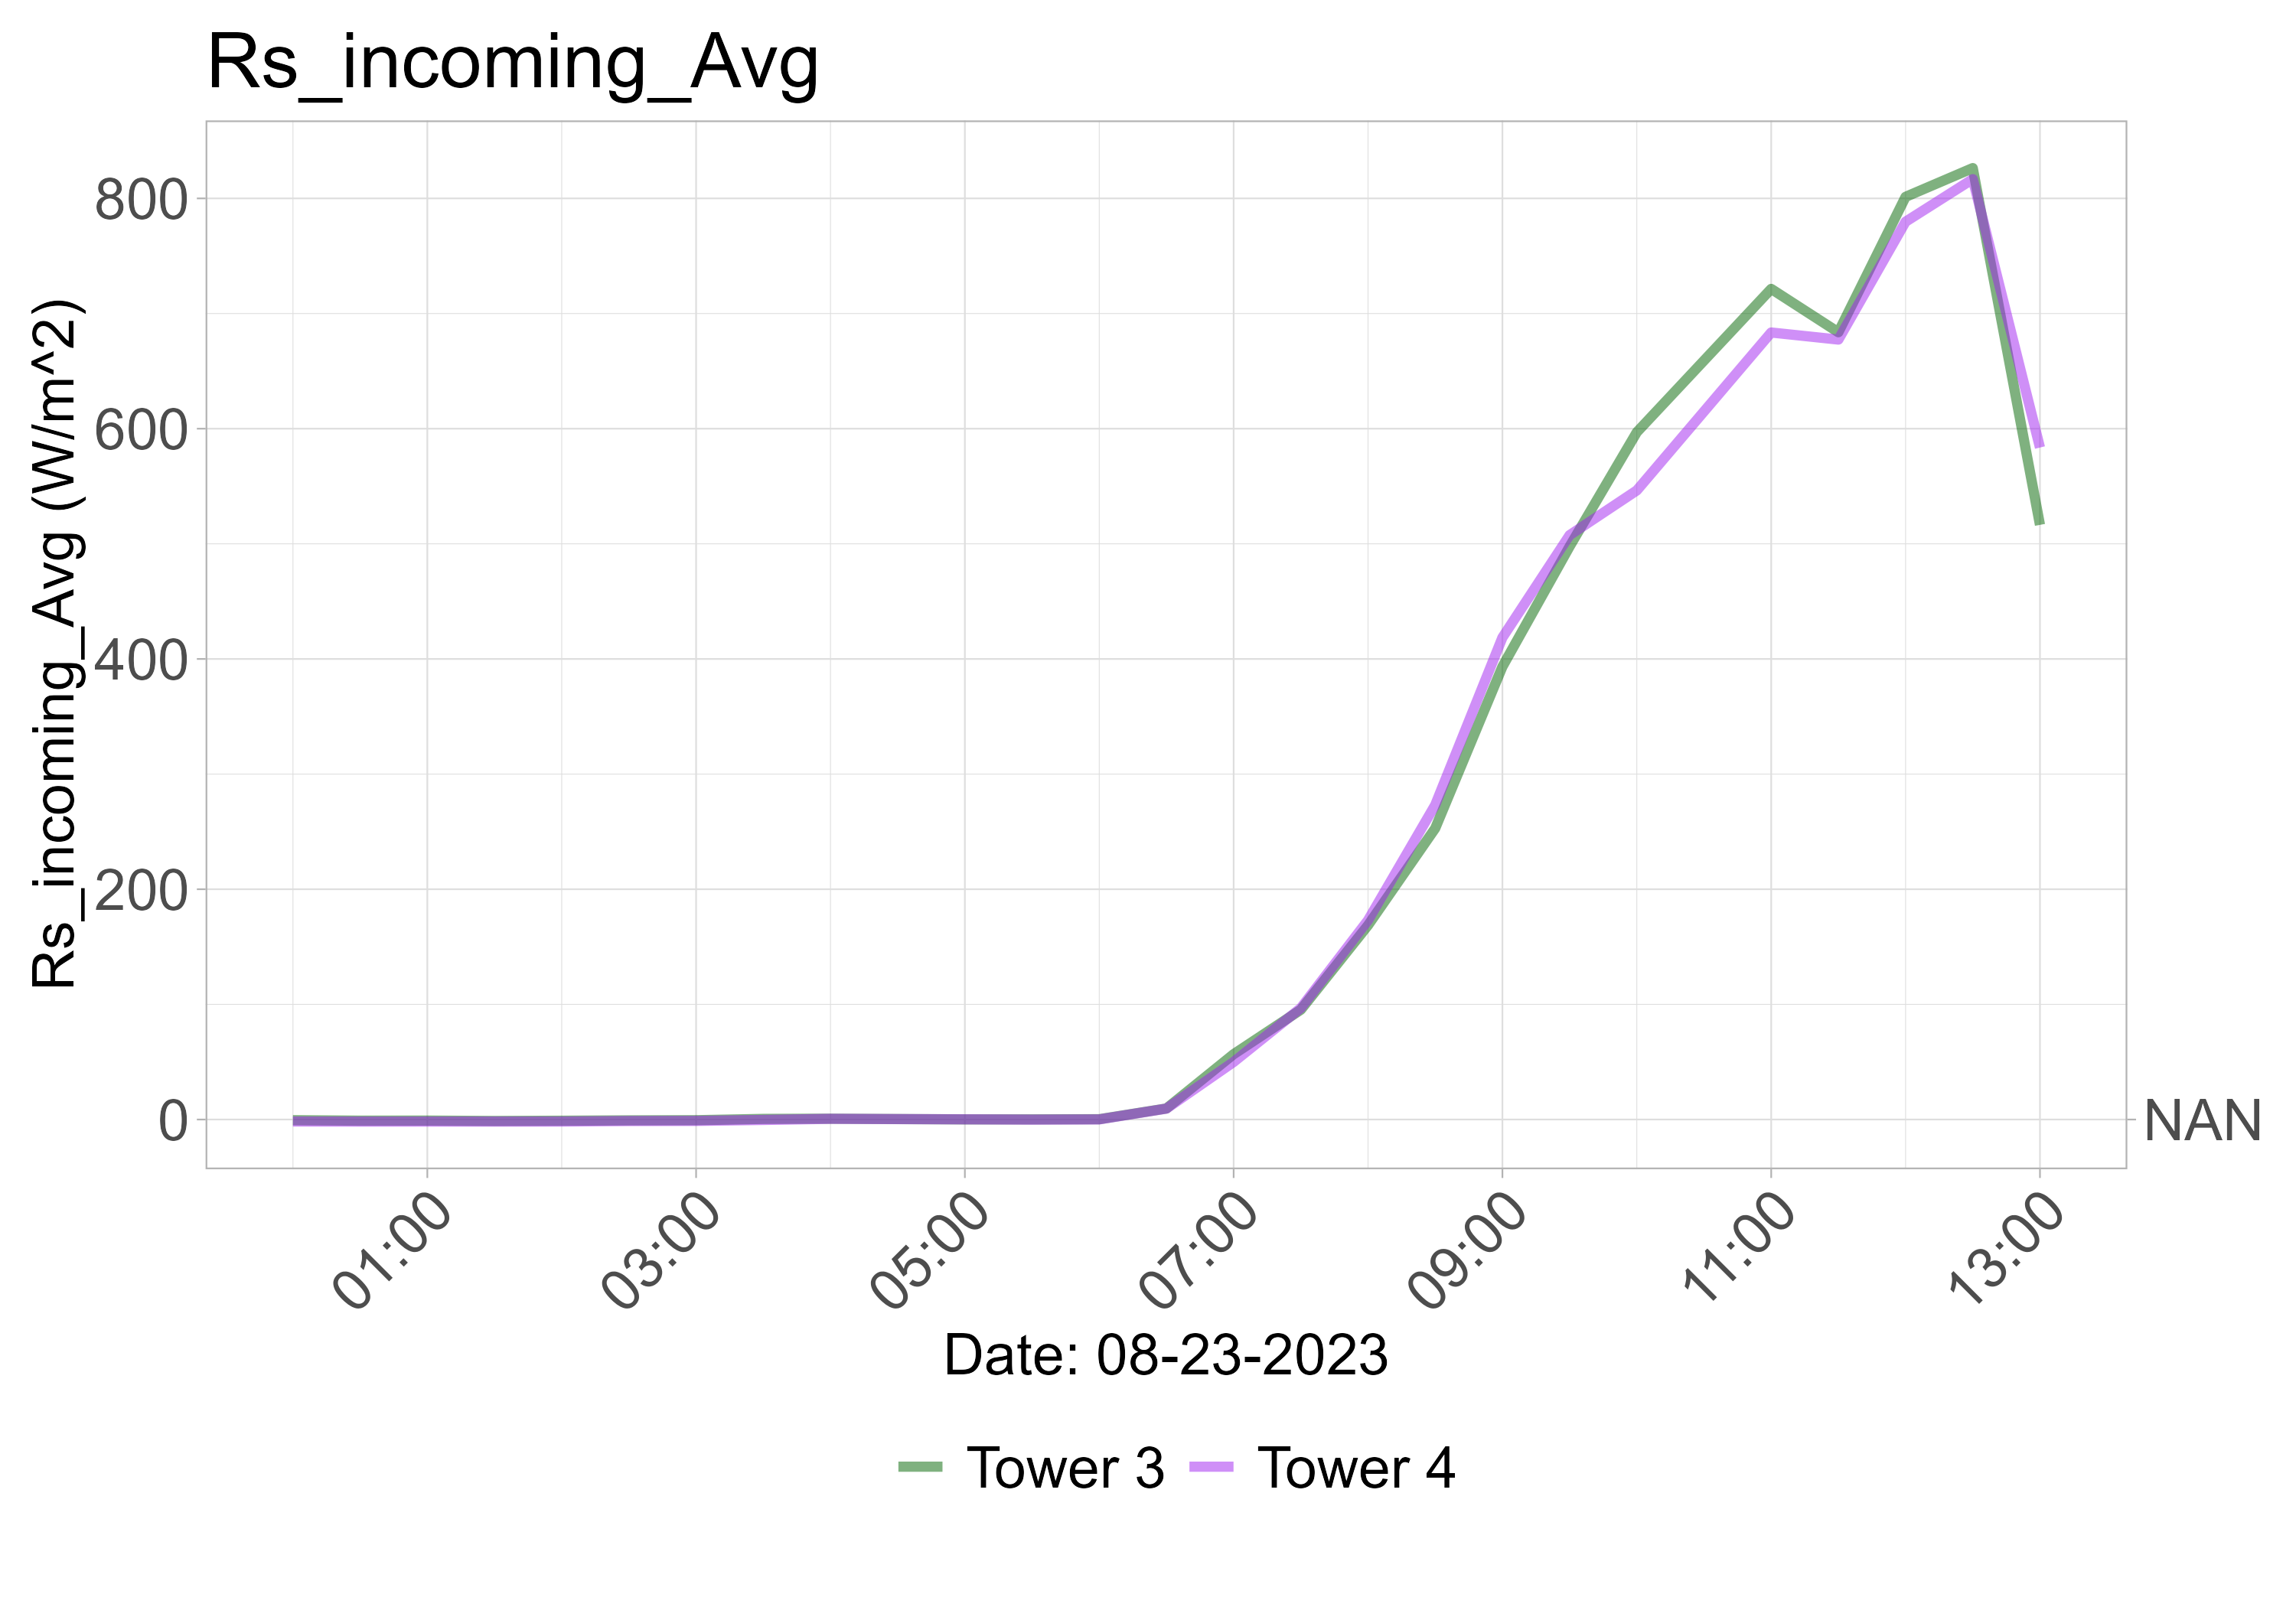 Rs_incoming_Avg
Rs_incoming_Avg (W/m^2)
800
600
400
200
0
NAN
01:00
03:00
05:00
07:00
09:00
11:00
13:00
Date: 08-23-2023
Tower 3
Tower 4